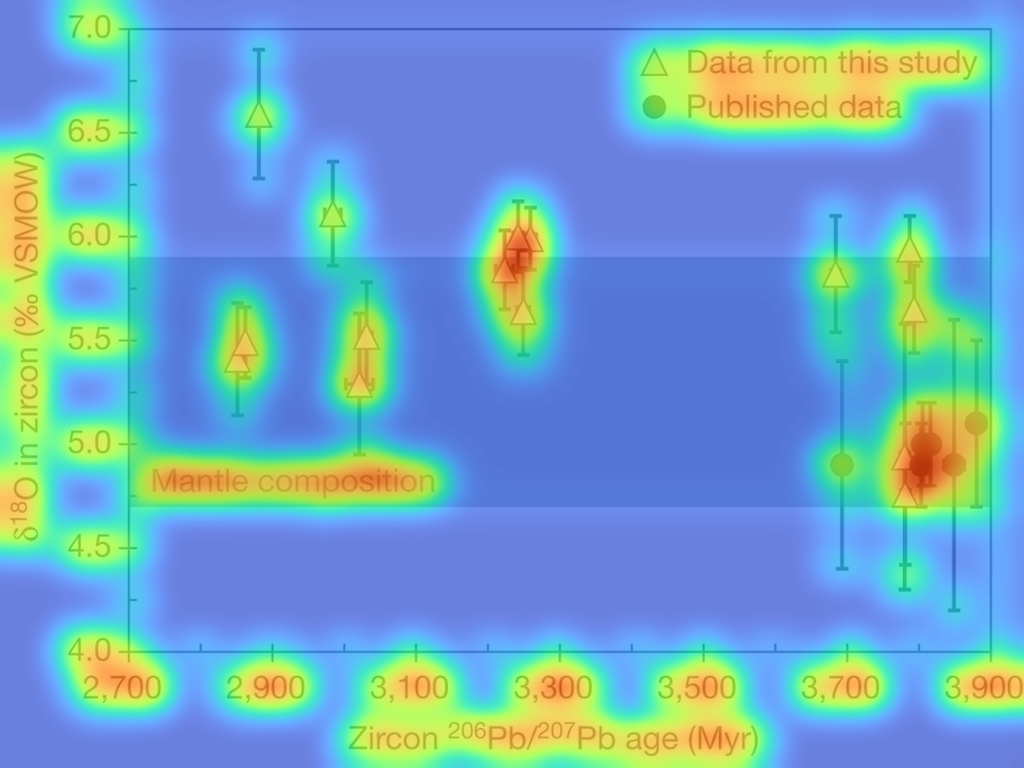 7.0
6.5
6.0
5.5
5.0
4.5
4.0
δ¹⁸O in zircon (‰ VSMOW)
Data from this study
Published data
Mantle composition
2,700 2,900 3,100 3,300 3,500 3,700 3,900
Zircon ²⁰⁶Pb/²⁰⁷Pb age (Myr)